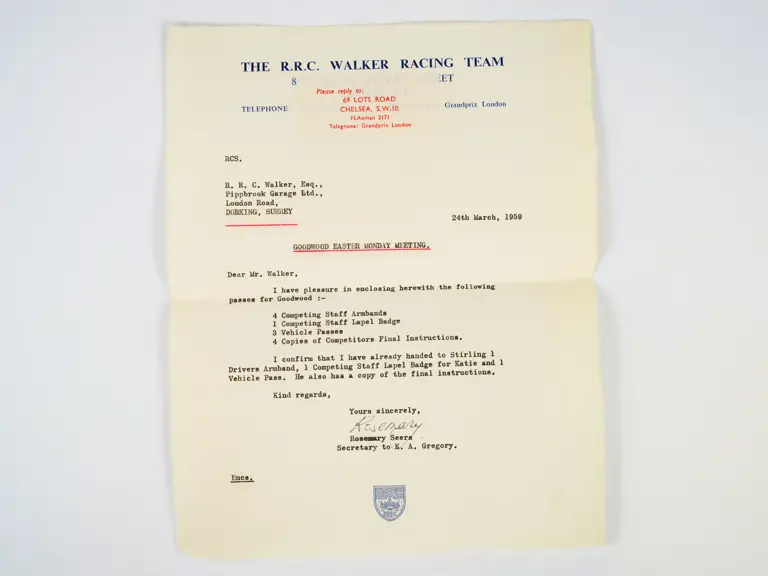 THE R.R.C. WALKER RACING TEAM
8 EET
Please reply to:
69 LOTS ROAD
CHELSEA, S.W.10.
FLAxman 2171
Telegrams: Grandprix London
TELEPHONE Grandprix London
RCS.
R. R. C. Walker, Esq.,
Pippbrook Garage Ltd.,
London Road,
DORKING, SURREY
24th March, 1959
GOODWOOD EASTER MONDAY MEETING.
Dear Mr. Walker,
I have pleasure in enclosing herewith the following
passes for Goodwood :-
4 Competing Staff Armbands
1 Competing Staff Lapel Badge
3 Vehicle Passes
4 Copies of Competitors Final Instructions.
I confirm that I have already handed to Stirling 1
Drivers Armband, 1 Competing Staff Lapel Badge for Katie and 1
Vehicle Pass. He also has a copy of the final instructions.
Kind regards,
Yours sincerely,
Rosemary
Rosemary Seers
Secretary to K. A. Gregory.
Encs.